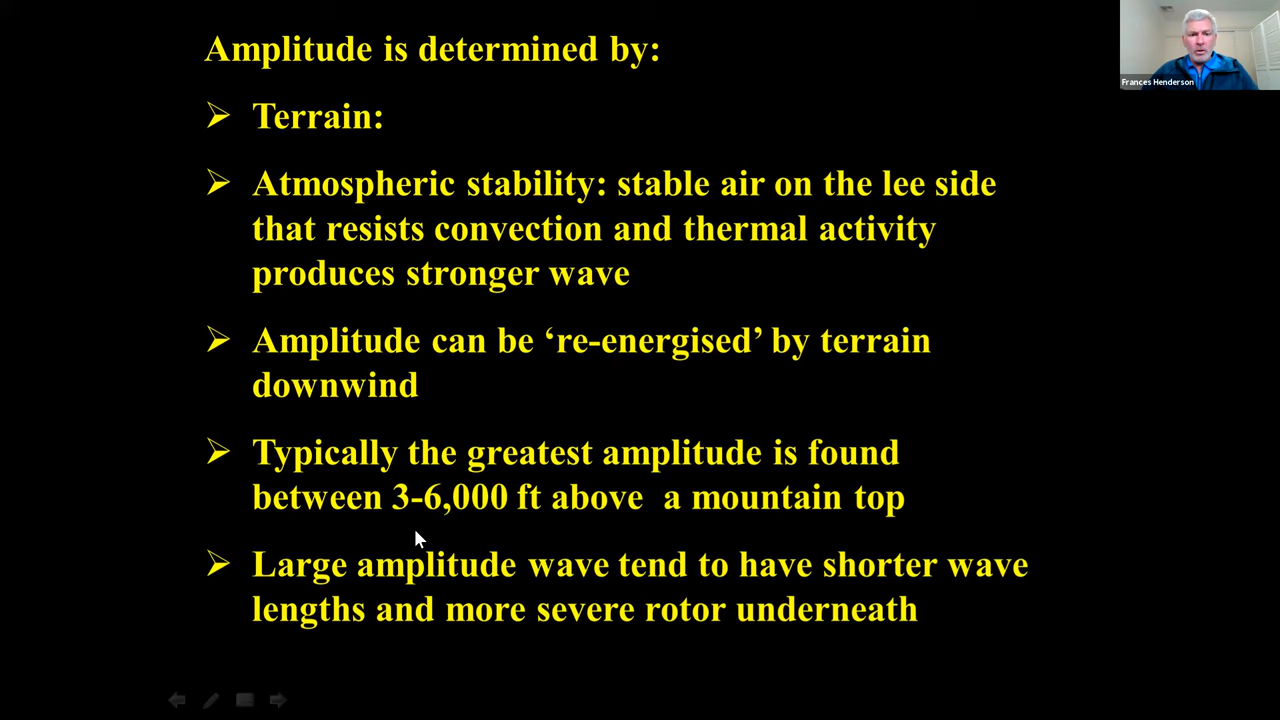 Amplitude is determined by:
Frances Henderson
➢ Terrain:
➢ Atmospheric stability: stable air on the lee side
that resists convection and thermal activity
produces stronger wave
➢ Amplitude can be ‘re-energised’ by terrain
downwind
➢ Typically the greatest amplitude is found
between 3-6,000 ft above  a mountain top
➢ Large amplitude wave tend to have shorter wave
lengths and more severe rotor underneath